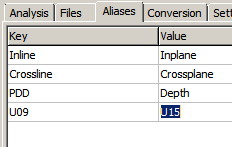 Analysis Files Aliases Conversion Sett
Key Value
Inline Inplane
Crossline Crossplane
PDD Depth
U09 U15